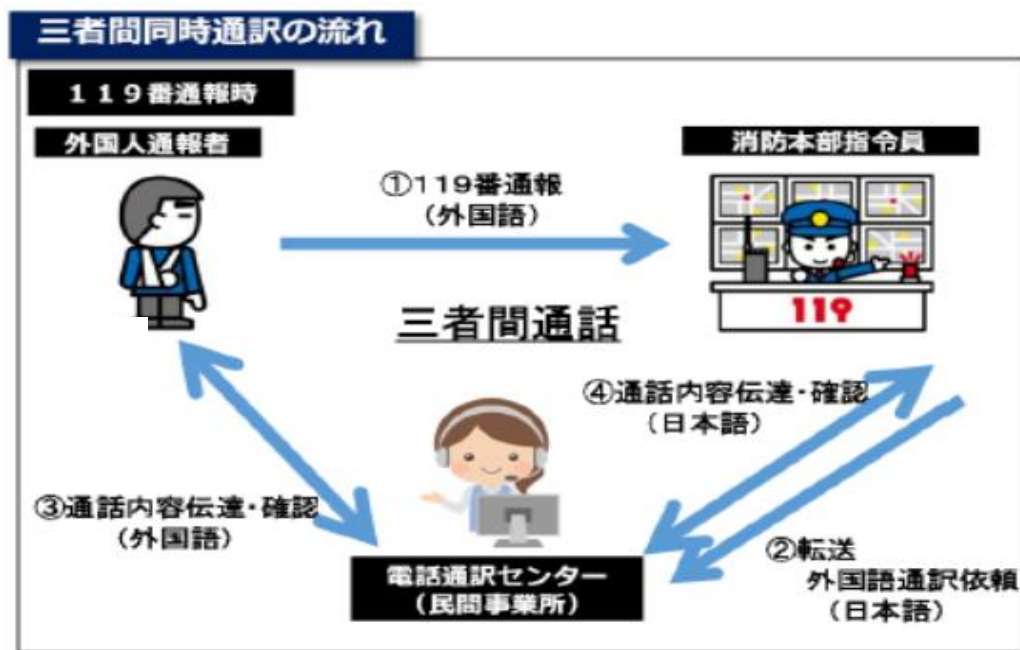 三者間同時通訳の流れ
１１９番通報時
外国人通報者
消防本部指令員
①119番通報
(外国語)
119
三者間通話
④通話内容伝達・確認
(日本語)
③通話内容伝達・確認
(外国語)
②転送
外国語通訳依頼
(日本語)
電話通訳センター
(民間事業所)